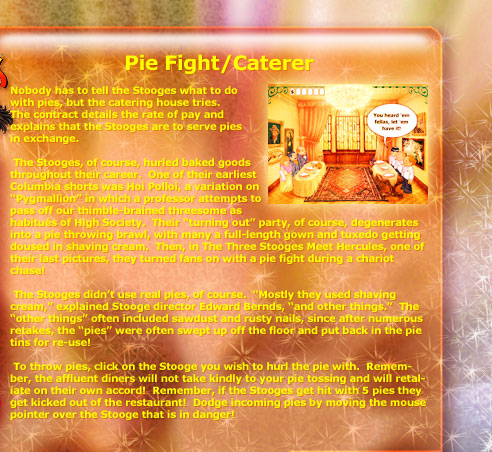 Pie Fight/Caterer
Nobody has to tell the Stooges what to do
with pies, but the catering house tries.
The contract details the rate of pay and
explains that the Stooges are to serve pies
in exchange.
The Stooges, of course, hurled baked goods
throughout their career.  One of their earliest
Columbia shorts was Hoi Polloi, a variation on
“Pygmallion” in which a professor attempts to
pass off our thimble-brained threesome as
habitues of High Society.  Their “turning out” party, of course, degenerates
into a pie throwing brawl, with many a full-length gown and tuxedo getting
doused in shaving cream.  Then, in The Three Stooges Meet Hercules, one of
their last pictures, they turned fans on with a pie fight during a chariot
chase!
The Stooges didn’t use real pies, of course.  “Mostly they used shaving
cream,” explained Stooge director Edward Bernds, “and other things.”  The
“other things” often included sawdust and rusty nails, since after numerous
retakes, the “pies” were often swept up off the floor and put back in the pie
tins for re-use!
To throw pies, click on the Stooge you wish to hurl the pie with.  Remem-
ber, the affluent diners will not take kindly to your pie tossing and will retal-
iate on their own accord!  Remember, if the Stooges get hit with 5 pies they
get kicked out of the restaurant!  Dodge incoming pies by moving the mouse
pointer over the Stooge that is in danger!
$
You heard 'em
fellas, let 'em
have it!